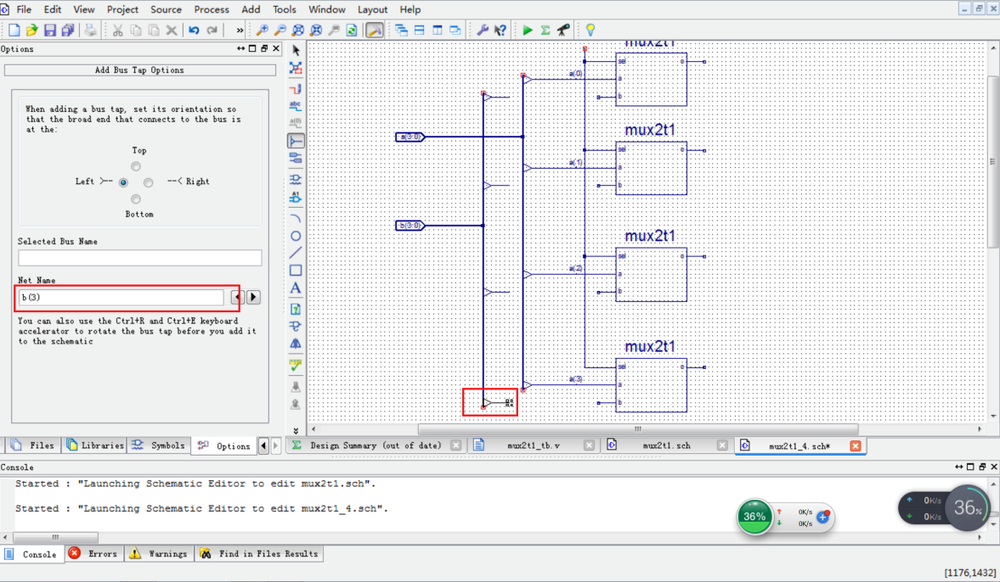 File Edit View Project Source Process Add Tools Window Layout Help
Options
Add Bus Tap Options
When adding a bus tap, set its orientation so
that the broad end that connects to the bus is
at the:
Top
Left >-- --< Right
Bottom
Selected Bus Name
Net Name
b(3)
You can also use the Ctrl+R and Ctrl+E keyboard
accelerator to rotate the bus tap before you add it
to the schematic
abc
a(0)
A1
A
mux2t1
sel o
a(0) a
b
mux2t1
a(3:0)
sel o
a(1) a
b
b(3:0)
mux2t1
sel o
a(2) a
b
mux2t1
sel o
a(3) a
b
Files Libraries Symbols Options
Design Summary (out of date) mux2t1_tb.v mux2t1.sch mux2t1_4.sch*
Console
Started : "Launching Schematic Editor to edit mux2t1.sch".
Started : "Launching Schematic Editor to edit mux2t1_4.sch".
36% 0K/s
0K/s
0K/s 36%
0K/s
Console Errors Warnings Find in Files Results
[1176,1432]